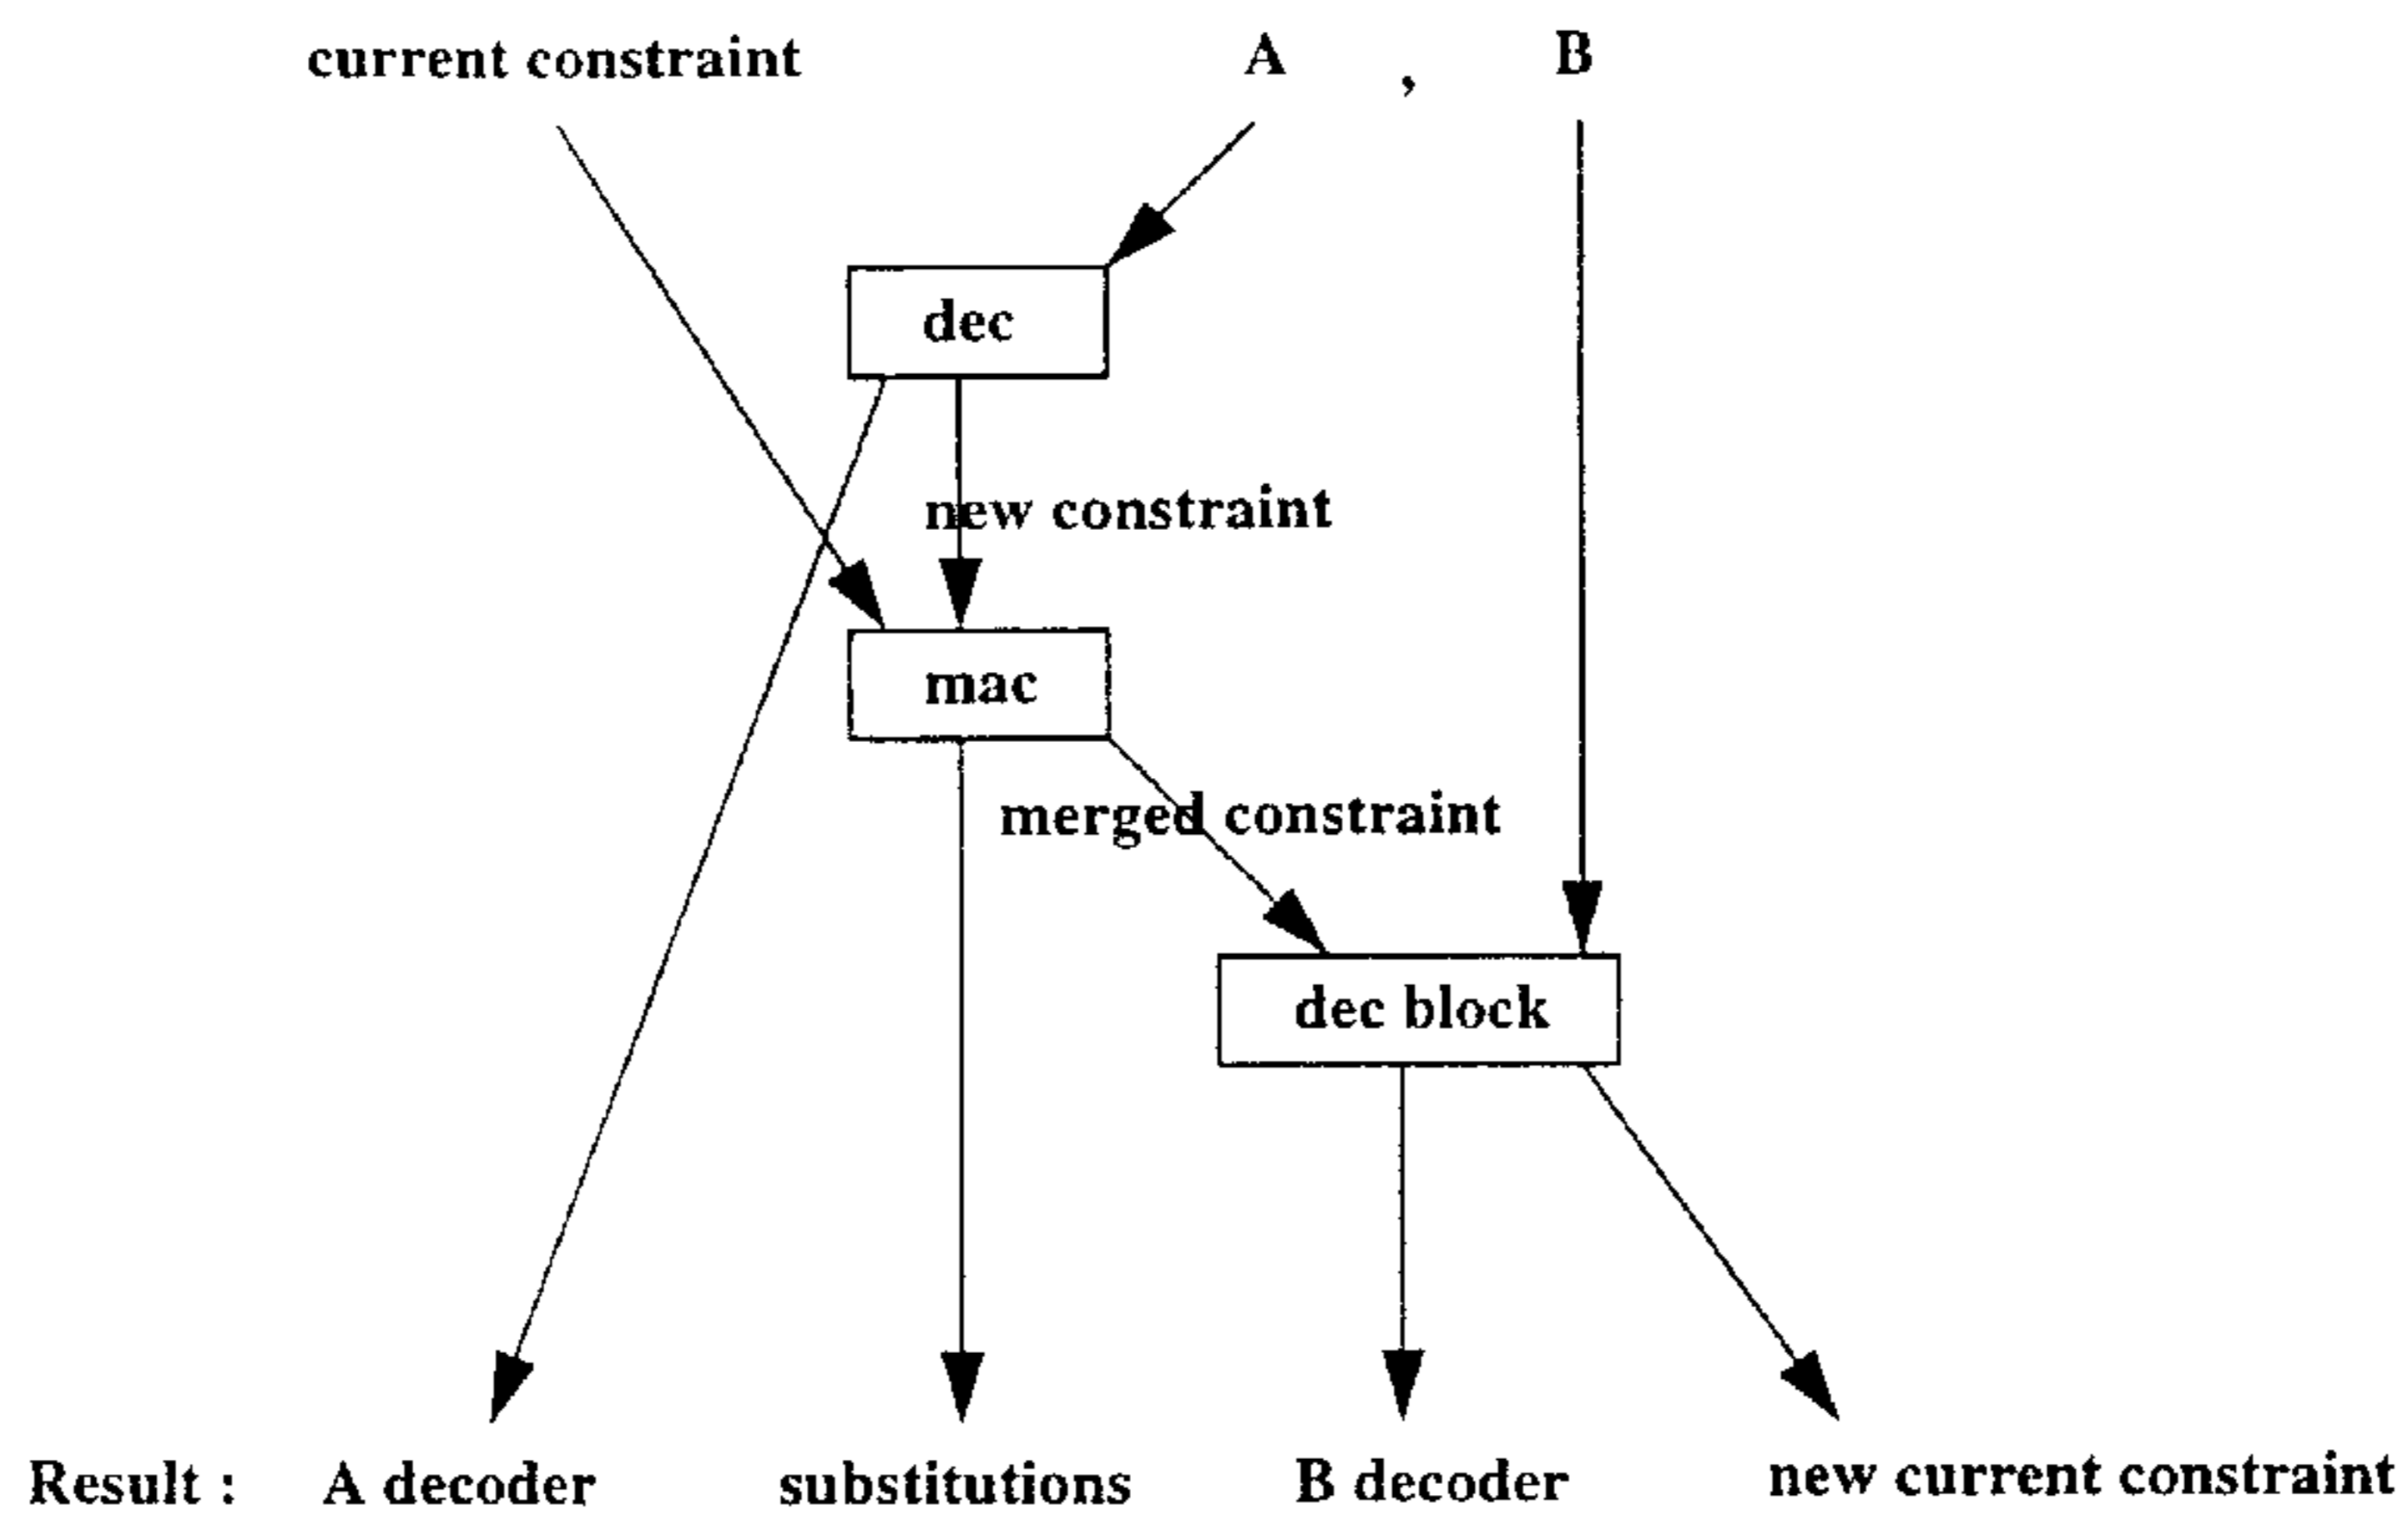 current constraint A , B
dec
new constraint
mac
merged constraint
dec block
Result : A decoder substitutions B decoder new current constraint